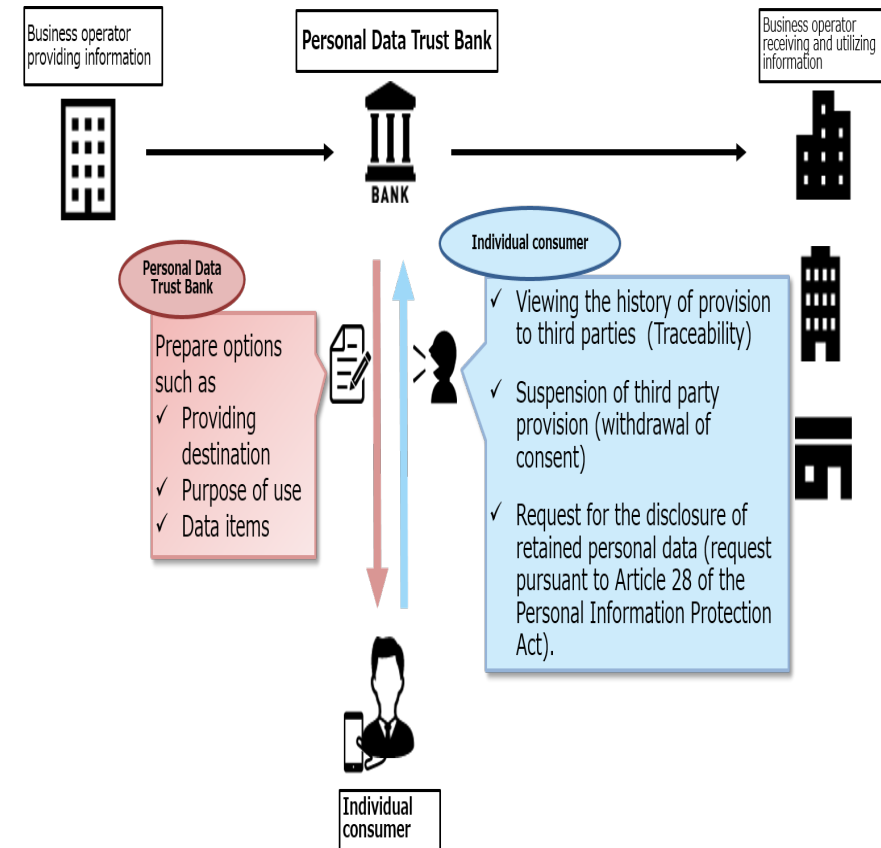 Business operator
providing information
Personal Data Trust Bank
Business operator
receiving and utilizing
information
BANK
Personal Data
Trust Bank
Prepare options
such as
✓ Providing
destination
✓ Purpose of use
✓ Data items
Individual consumer
✓ Viewing the history of provision
to third parties (Traceability)
✓ Suspension of third party
provision (withdrawal of
consent)
✓ Request for the disclosure of
retained personal data (request
pursuant to Article 28 of the
Personal Information Protection
Act).
Individual
consumer